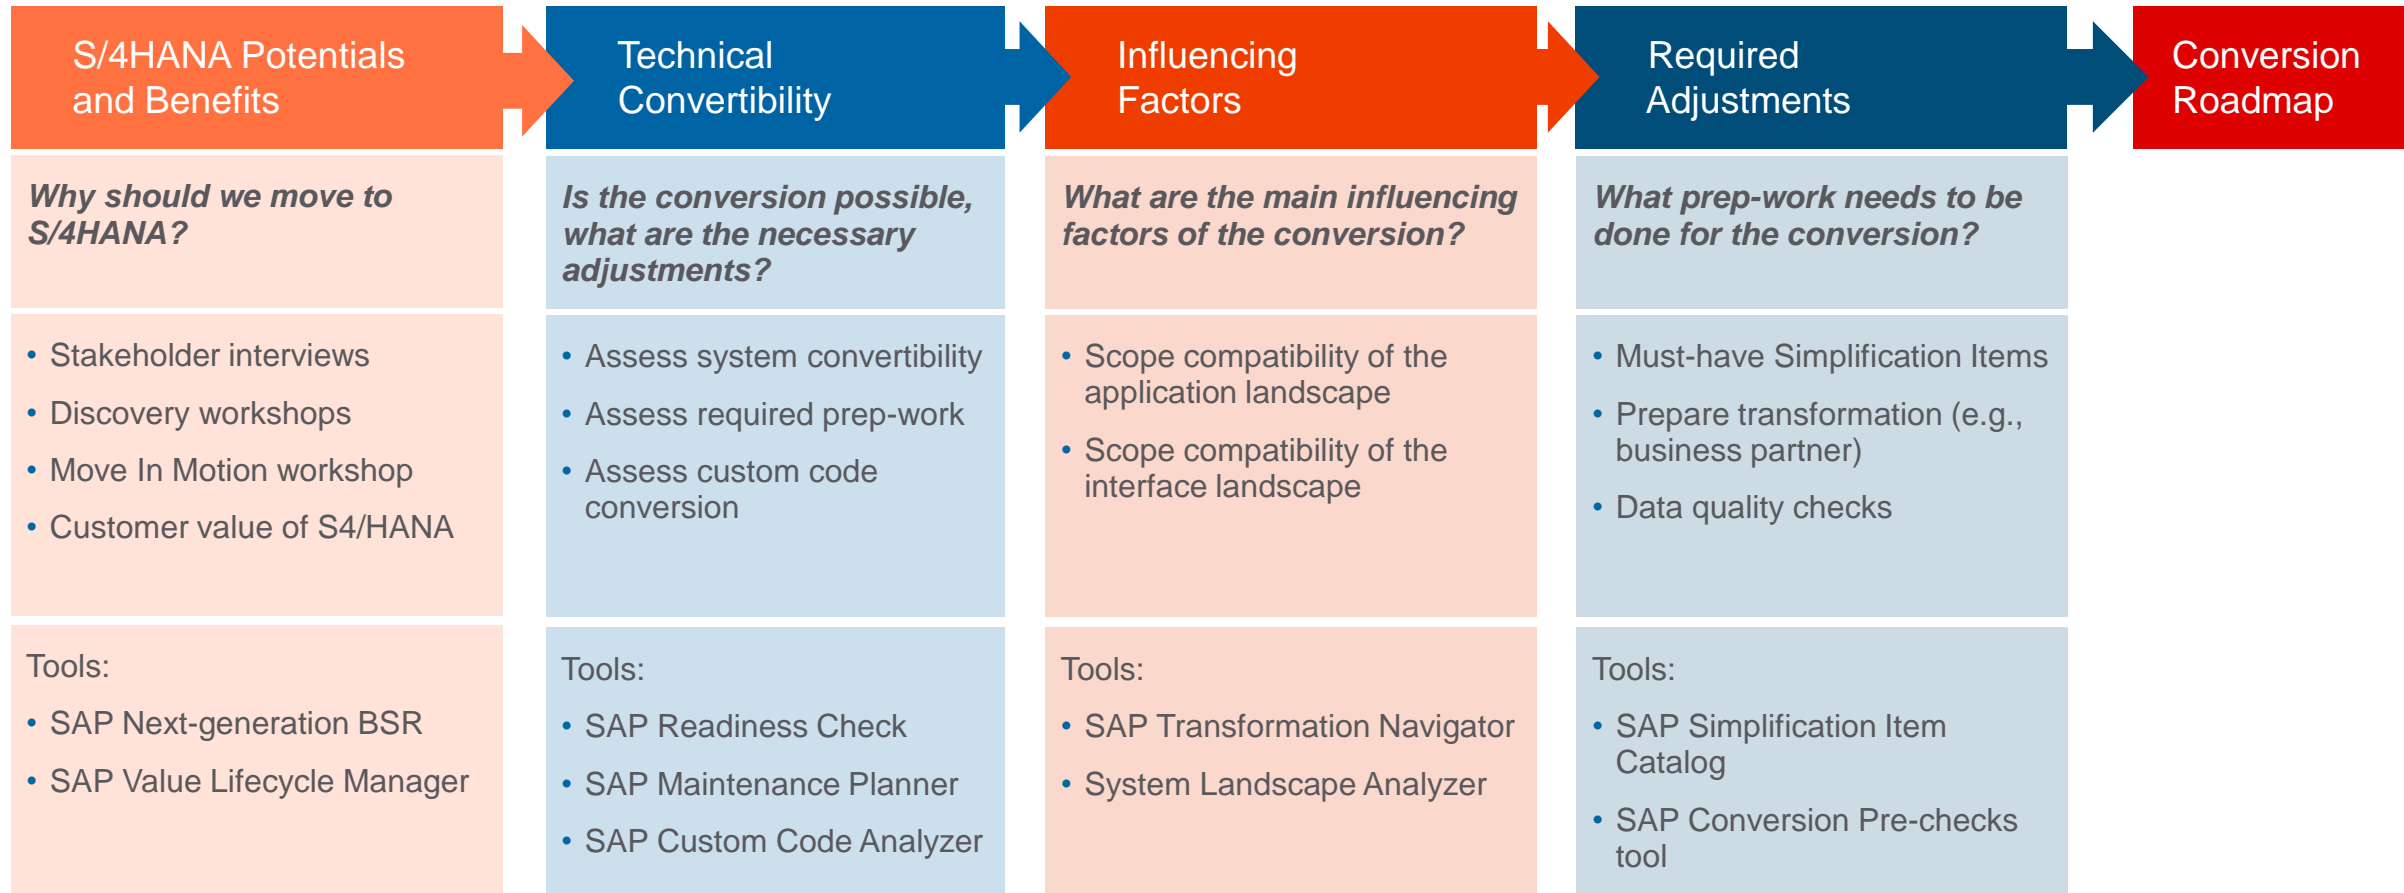 S/4HANA Potentials
and Benefits
Technical
Convertibility
Influencing
Factors
Required
Adjustments
Conversion
Roadmap
Why should we move to
S/4HANA?
Is the conversion possible,
what are the necessary
adjustments?
What are the main influencing
factors of the conversion?
What prep-work needs to be
done for the conversion?
• Stakeholder interviews
• Discovery workshops
• Move In Motion workshop
• Customer value of S4/HANA
• Assess system convertibility
• Assess required prep-work
• Assess custom code
conversion
• Scope compatibility of the
application landscape
• Scope compatibility of the
interface landscape
• Must-have Simplification Items
• Prepare transformation (e.g.,
business partner)
• Data quality checks
Tools:
• SAP Next-generation BSR
• SAP Value Lifecycle Manager
Tools:
• SAP Readiness Check
• SAP Maintenance Planner
• SAP Custom Code Analyzer
Tools:
• SAP Transformation Navigator
• System Landscape Analyzer
Tools:
• SAP Simplification Item
Catalog
• SAP Conversion Pre-checks
tool